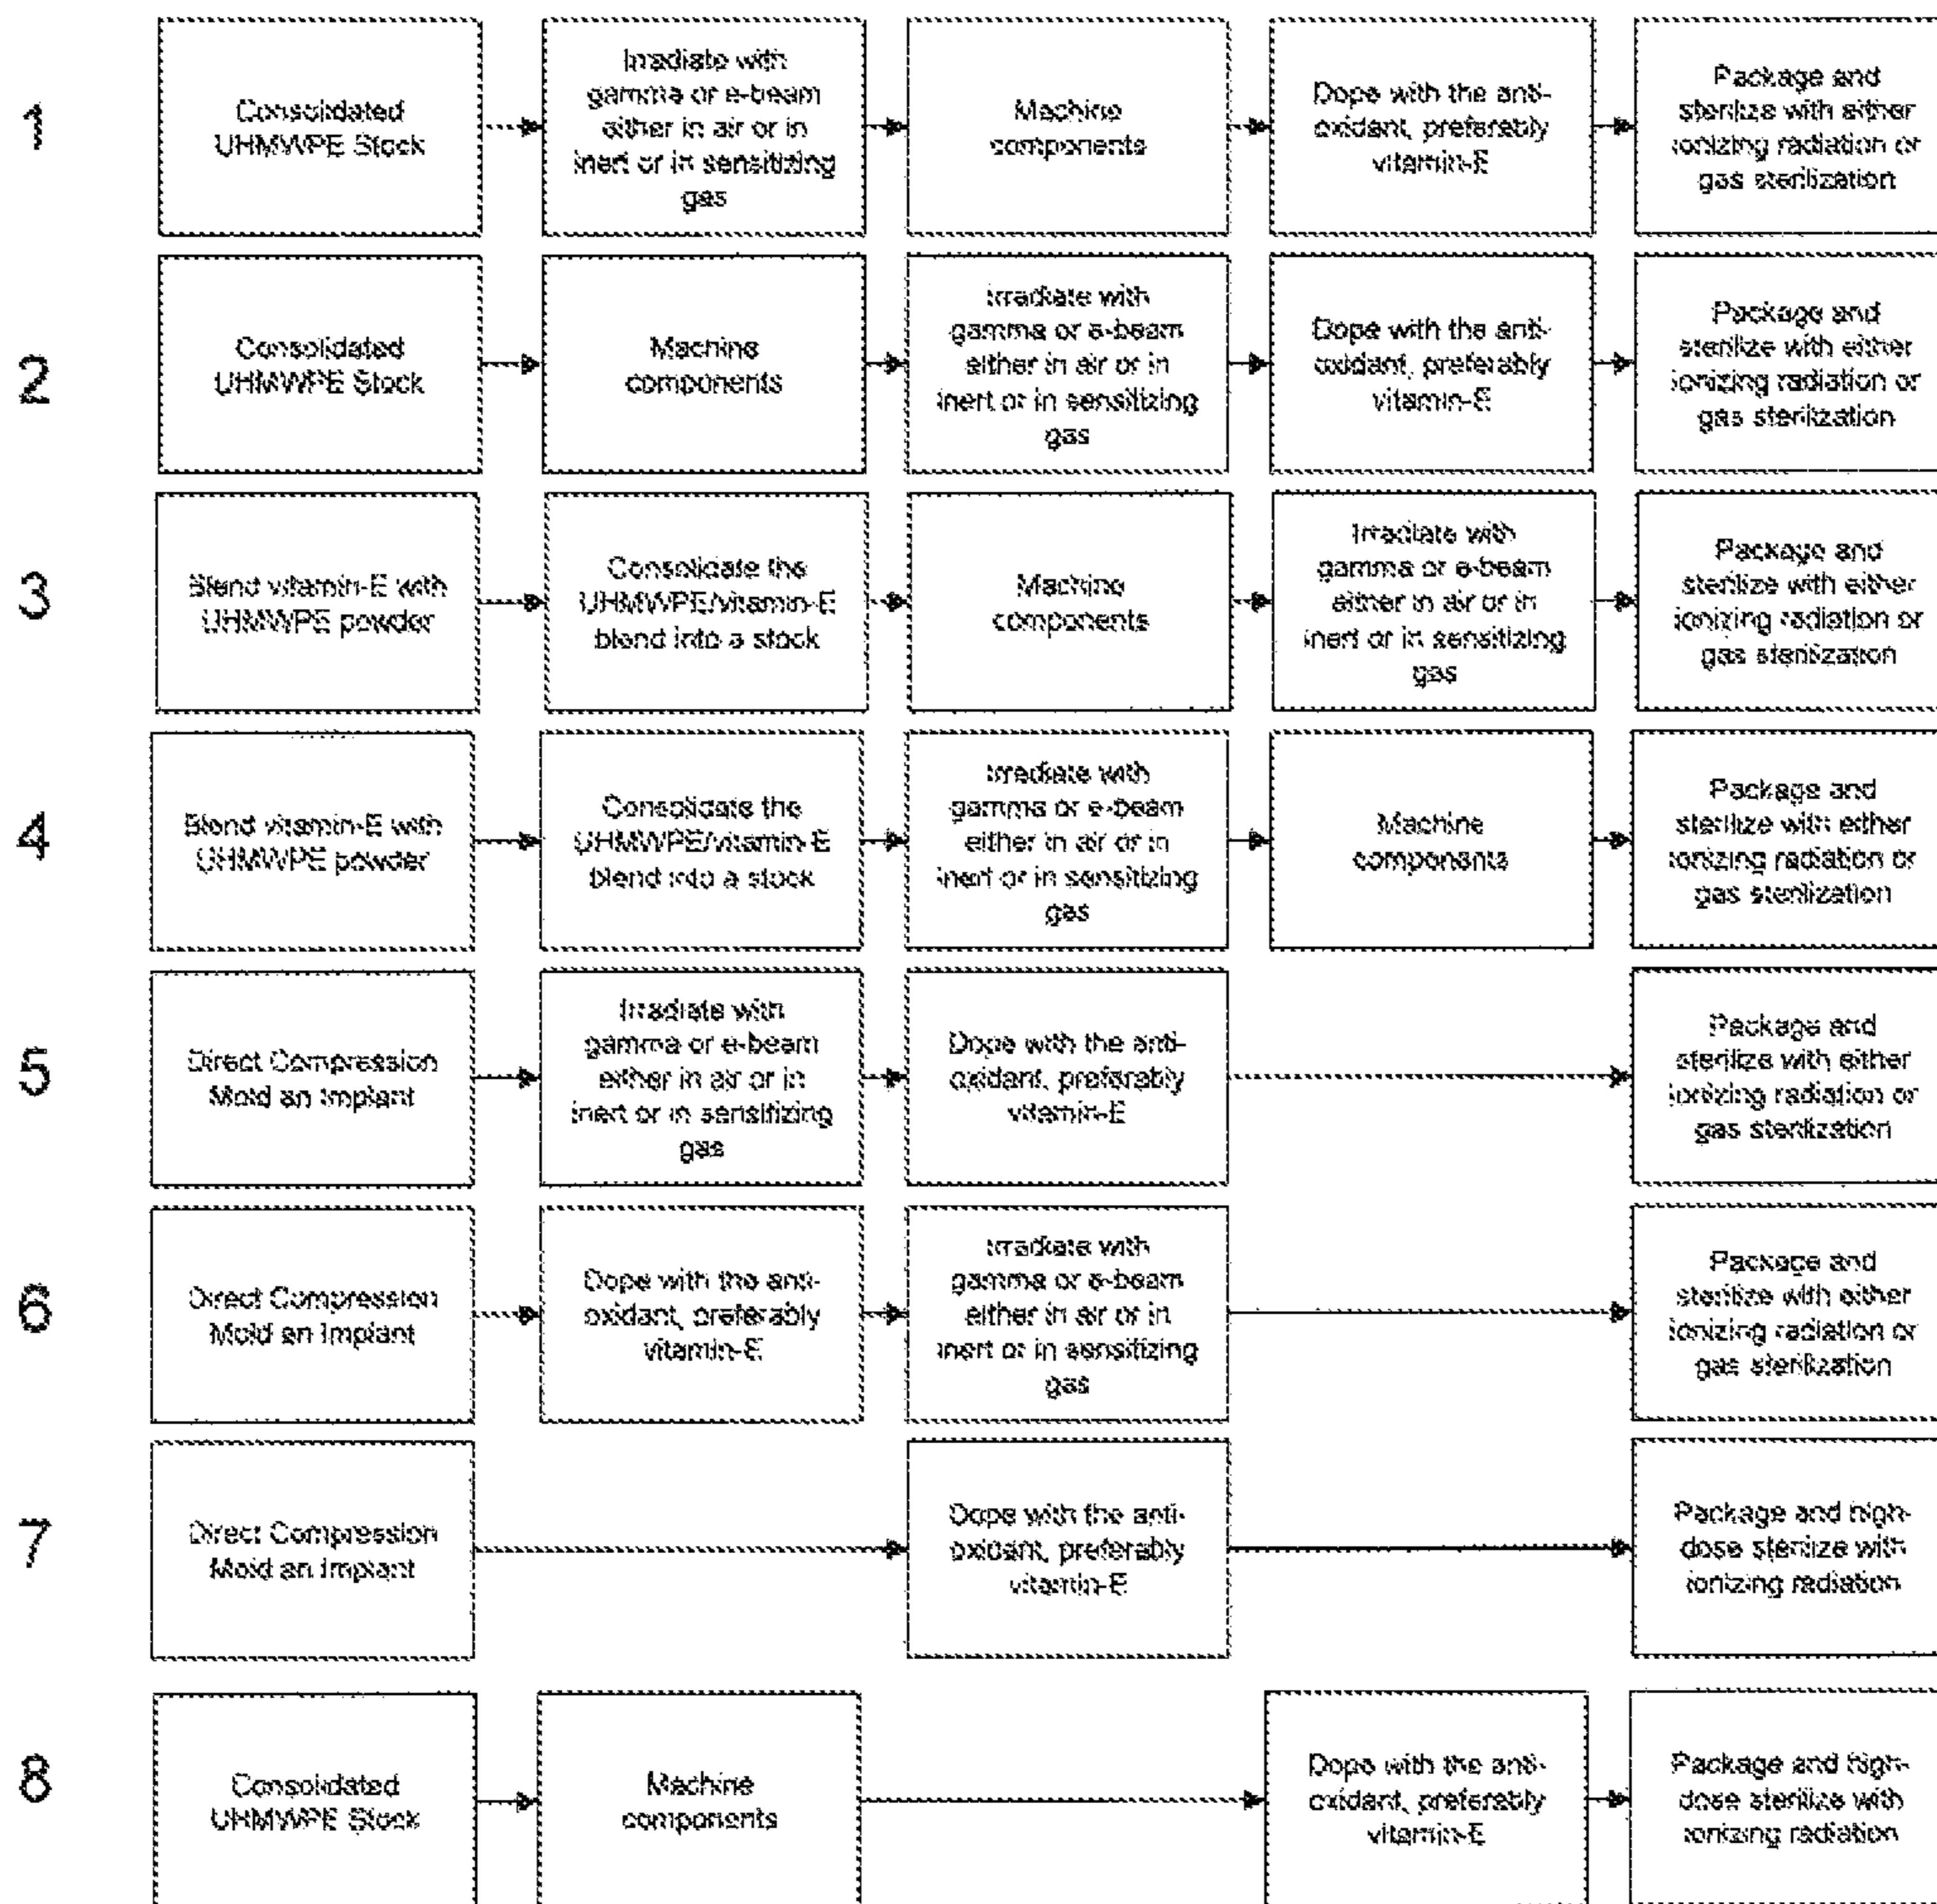 1
Consolidated
UHMWPE Stock
Irradiate with
gamma or e-beam
either in air or in
inert or in sensitizing
gas
Machine
components
Dope with the anti-
oxidant, preferably
vitamin-E
Package and
sterilize with either
ionizing radiation or
gas sterilization
2
Consolidated
UHMWPE Stock
Machine
components
Irradiate with
gamma or e-beam
either in air or in
inert or in sensitizing
gas
Dope with the anti-
oxidant, preferably
vitamin-E
Package and
sterilize with either
ionizing radiation or
gas sterilization
3
Blend vitamin-E with
UHMWPE powder
Consolidate the
UHMWPE/vitamin-E
blend into a stock
Machine
components
Irradiate with
gamma or e-beam
either in air or in
inert or in sensitizing
gas
Package and
sterilize with either
ionizing radiation or
gas sterilization
4
Blend vitamin-E with
UHMWPE powder
Consolidate the
UHMWPE/vitamin-E
blend into a stock
Irradiate with
gamma or e-beam
either in air or in
inert or in sensitizing
gas
Machine
components
Package and
sterilize with either
ionizing radiation or
gas sterilization
5
Direct Compression
Mold an Implant
Irradiate with
gamma or e-beam
either in air or in
inert or in sensitizing
gas
Dope with the anti-
oxidant, preferably
vitamin-E
Package and
sterilize with either
ionizing radiation or
gas sterilization
6
Direct Compression
Mold an Implant
Dope with the anti-
oxidant, preferably
vitamin-E
Irradiate with
gamma or e-beam
either in air or in
inert or in sensitizing
gas
Package and
sterilize with either
ionizing radiation or
gas sterilization
7
Direct Compression
Mold an Implant
Dope with the anti-
oxidant, preferably
vitamin-E
Package and high-
dose sterilize with
ionizing radiation
8
Consolidated
UHMWPE Stock
Machine
components
Dope with the anti-
oxidant, preferably
vitamin-E
Package and high-
dose sterilize with
ionizing radiation